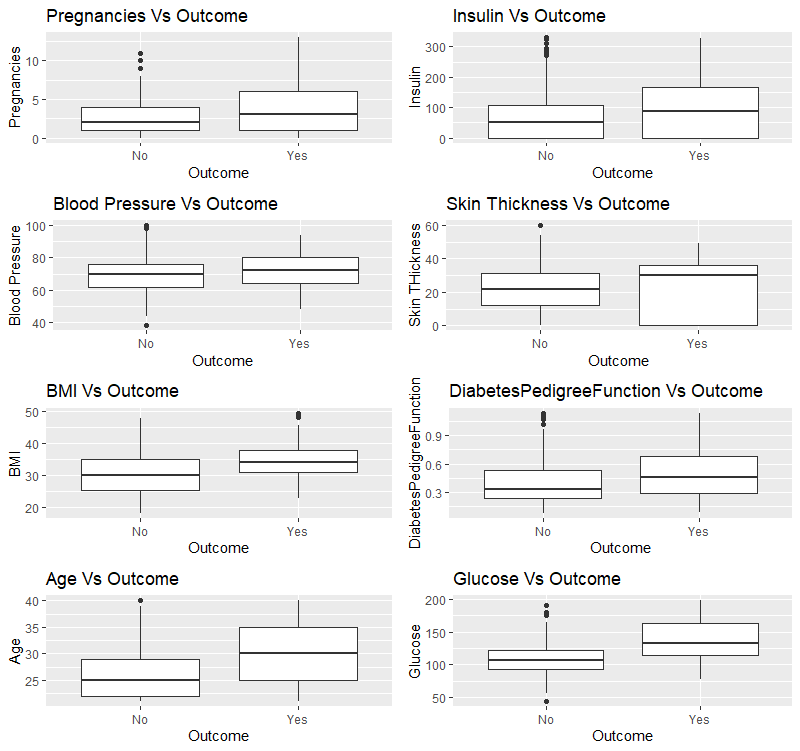 Pregnancies Vs Outcome
Pregnancies
10
5
0
No Yes
Outcome
Insulin Vs Outcome
Insulin
300
200
100
0
No Yes
Outcome
Blood Pressure Vs Outcome
Blood Pressure
100
80
60
40
No Yes
Outcome
Skin Thickness Vs Outcome
Skin THickness
60
40
20
0
No Yes
Outcome
BMI Vs Outcome
BMI
50
40
30
20
No Yes
Outcome
DiabetesPedigreeFunction Vs Outcome
DiabetesPedigreeFunction
0.9
0.6
0.3
No Yes
Outcome
Age Vs Outcome
Age
40
35
30
25
No Yes
Outcome
Glucose Vs Outcome
Glucose
200
150
100
50
No Yes
Outcome